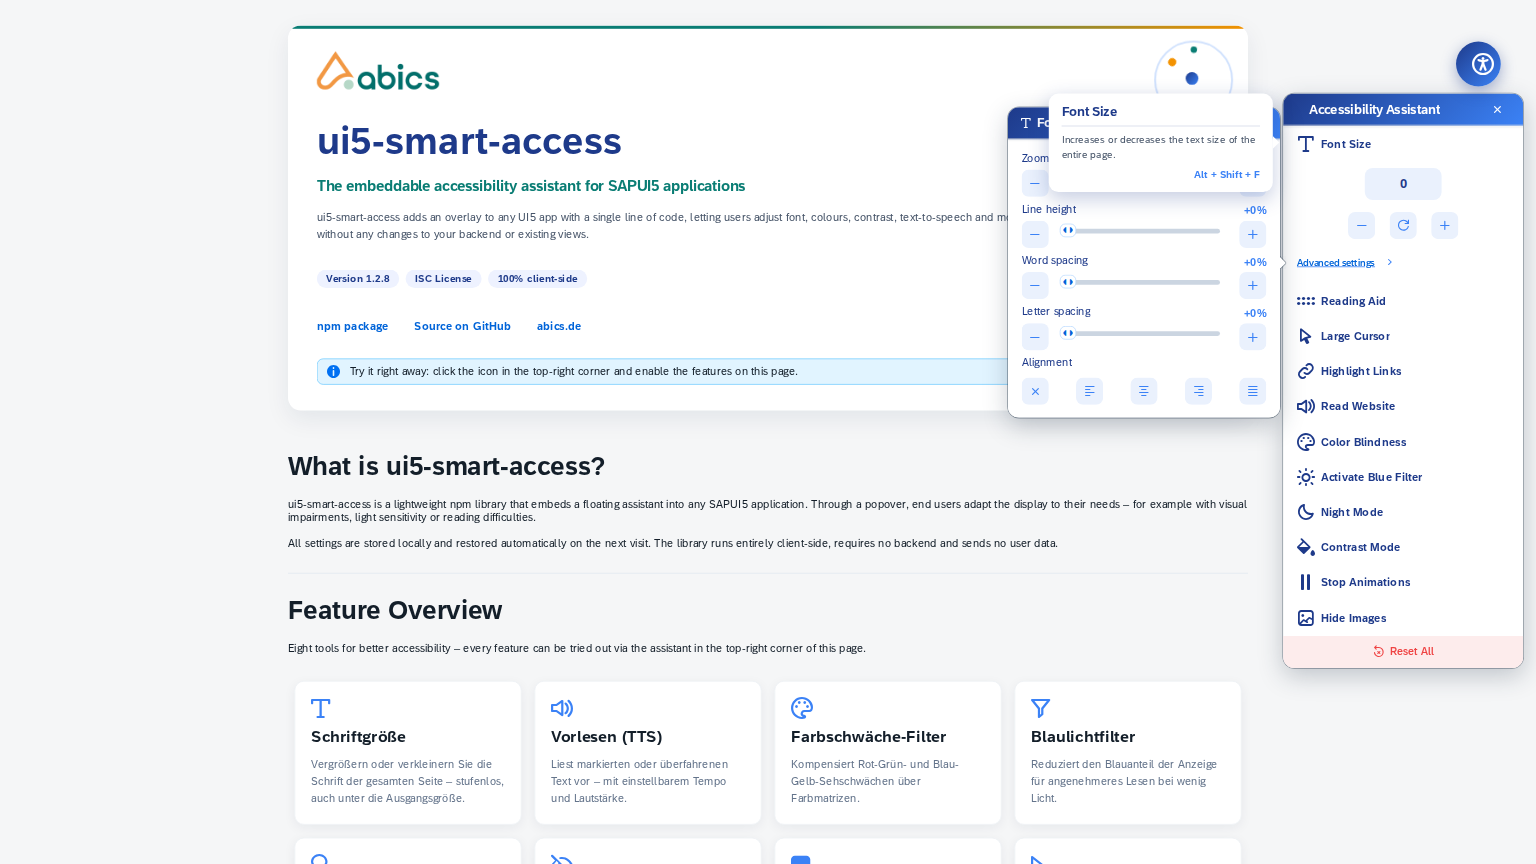 abics
ui5-smart-access
The embeddable accessibility assistant for SAPUI5 applications
ui5-smart-access adds an overlay to any UI5 app with a single line of code, letting users adjust font, colours, contrast, text-to-speech and
without any changes to your backend or existing views.
Version 1.2.8
ISC License
100% client-side
npm package
Source on GitHub
abics.de
Try it right away: click the icon in the top-right corner and enable the features on this page.
What is ui5-smart-access?
ui5-smart-access is a lightweight npm library that embeds a floating assistant into any SAPUI5 application. Through a popover, end users adapt the display to their needs – for example with visual
impairments, light sensitivity or reading difficulties.
All settings are stored locally and restored automatically on the next visit. The library runs entirely client-side, requires no backend and sends no user data.
Feature Overview
Eight tools for better accessibility – every feature can be tried out via the assistant in the top-right corner of this page.
Schriftgröße
Vergrößern oder verkleinern Sie die
Schrift der gesamten Seite – stufenlos,
auch unter die Ausgangsgröße.
Vorlesen (TTS)
Liest markierten oder überfahrenen
Text vor – mit einstellbarem Tempo
und Lautstärke.
Farbschwäche-Filter
Kompensiert Rot-Grün- und Blau-
Gelb-Sehschwächen über
Farbmatrizen.
Blaulichtfilter
Reduziert den Blauanteil der Anzeige
für angenehmeres Lesen bei wenig
Licht.
Font Size
Increases or decreases the text size of the
entire page.
Alt + Shift + F
Zoom
Line height
+0%
Word spacing
+0%
Letter spacing
+0%
Alignment
Accessibility Assistant
Font Size
0
Advanced settings
Reading Aid
Large Cursor
Highlight Links
Read Website
Color Blindness
Activate Blue Filter
Night Mode
Contrast Mode
Stop Animations
Hide Images
Reset All